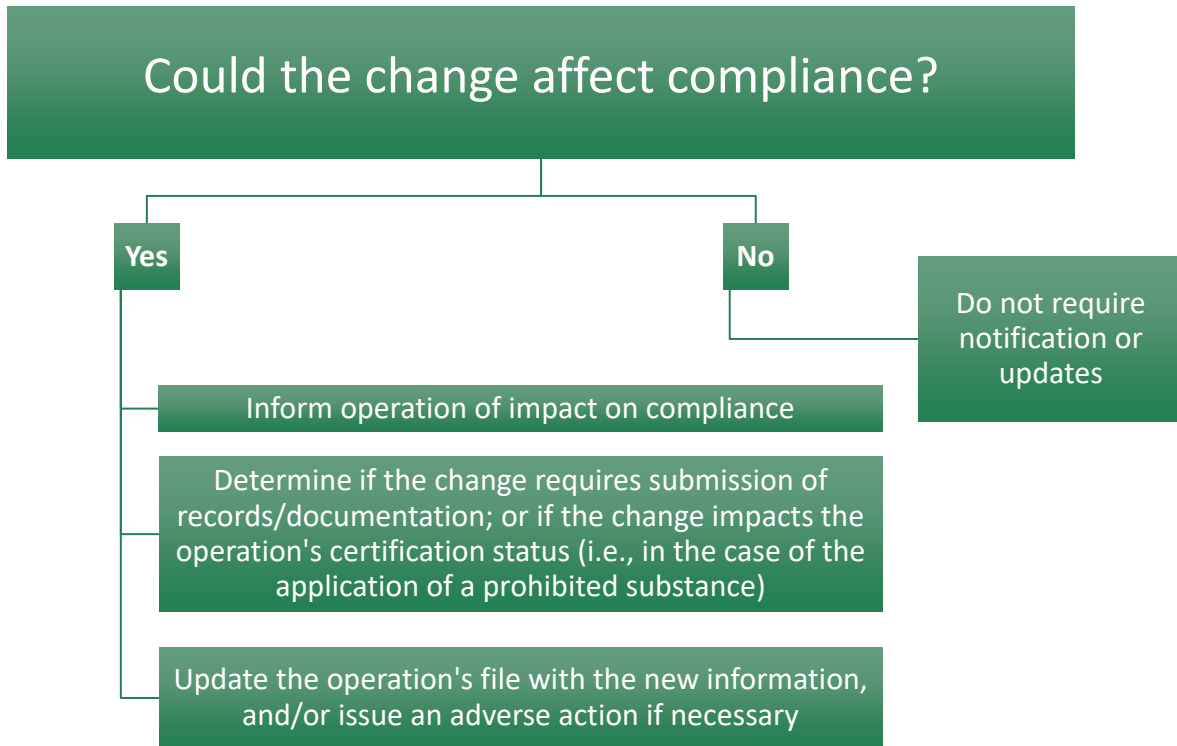 Could the change affect compliance?
Yes
No
Do not require
notification or
updates
Inform operation of impact on compliance
Determine if the change requires submission of
records/documentation; or if the change impacts the
operation's certification status (i.e., in the case of the
application of a prohibited substance)
Update the operation's file with the new information,
and/or issue an adverse action if necessary